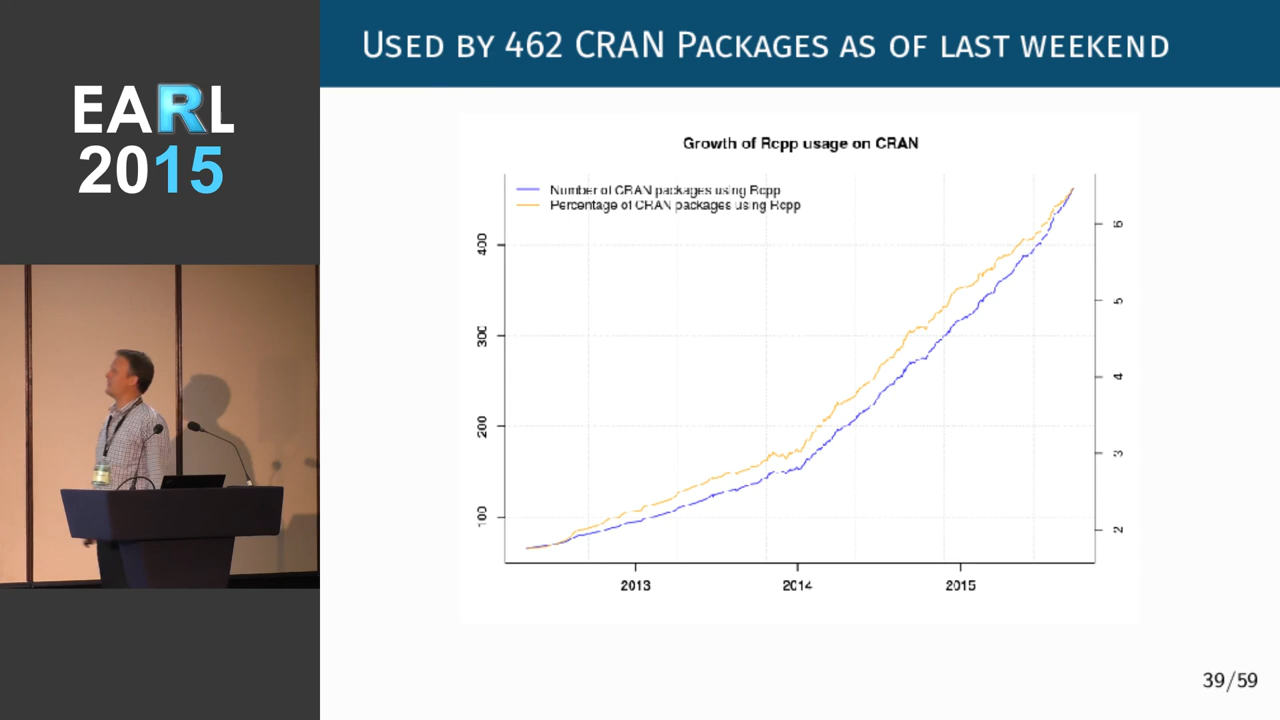 EARL
2015
USED BY 462 CRAN PACKAGES AS OF LAST WEEKEND
Growth of Rcpp usage on CRAN
Number of CRAN packages using Rcpp
Percentage of CRAN packages using Rcpp
400
300
200
100
6
5
4
3
2
2013
2014
2015
39/59